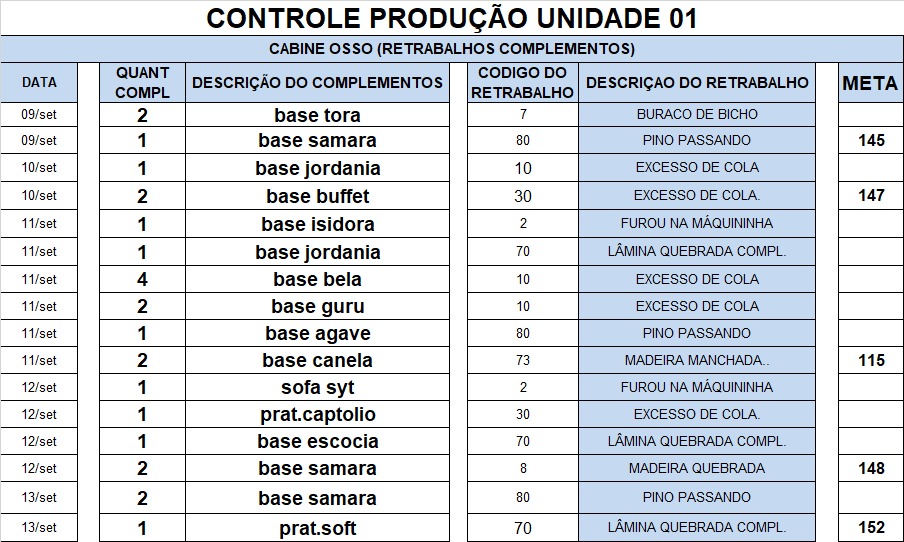 CONTROLE PRODUÇÃO UNIDADE 01
CABINE OSSO (RETRABALHOS COMPLEMENTOS)
DATA QUANT COMPL DESCRIÇÃO DO COMPLEMENTOS CODIGO DO RETRABALHO DESCRIÇAO DO RETRABALHO META
09/set 2 base tora 7 BURACO DE BICHO
09/set 1 base samara 80 PINO PASSANDO 145
10/set 1 base jordania 10 EXCESSO DE COLA
10/set 2 base buffet 30 EXCESSO DE COLA. 147
11/set 1 base isidora 2 FUROU NA MÁQUININHA
11/set 1 base jordania 70 LÂMINA QUEBRADA COMPL.
11/set 4 base bela 10 EXCESSO DE COLA
11/set 2 base guru 10 EXCESSO DE COLA
11/set 1 base agave 80 PINO PASSANDO
11/set 2 base canela 73 MADEIRA MANCHADA.. 115
12/set 1 sofa syt 2 FUROU NA MÁQUININHA
12/set 1 prat.captolio 30 EXCESSO DE COLA.
12/set 1 base escocia 70 LÂMINA QUEBRADA COMPL.
12/set 2 base samara 8 MADEIRA QUEBRADA 148
13/set 2 base samara 80 PINO PASSANDO
13/set 1 prat.soft 70 LÂMINA QUEBRADA COMPL. 152